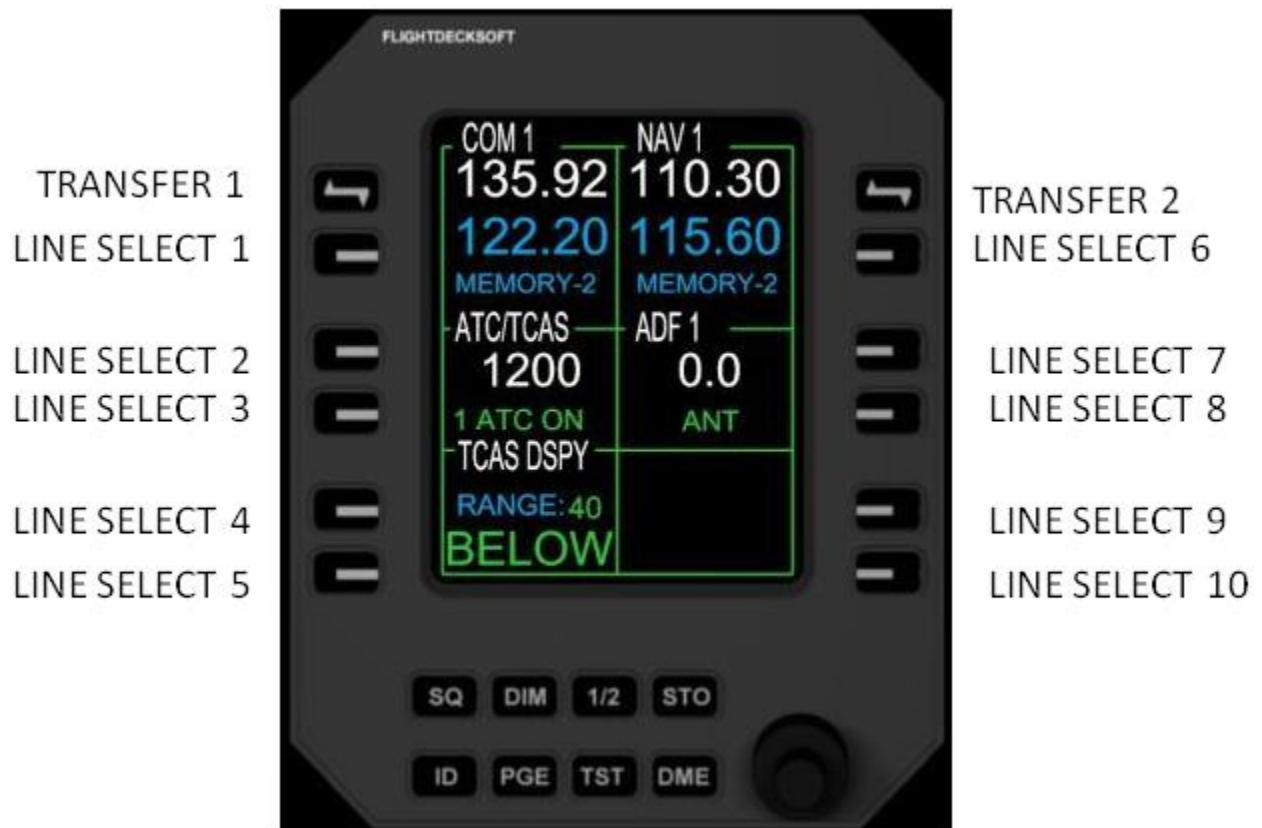 FLIGHTDECKSOFT
COM 1 NAV 1
TRANSFER 1 135.92 110.30 TRANSFER 2
LINE SELECT 1 122.20 115.60 LINE SELECT 6
MEMORY-2 MEMORY-2
ATC/TCAS ADF 1
LINE SELECT 2 1200 0.0 LINE SELECT 7
LINE SELECT 3 1 ATC ON ANT LINE SELECT 8
TCAS DSPY
LINE SELECT 4 RANGE:40 LINE SELECT 9
LINE SELECT 5 BELOW LINE SELECT 10
SQ DIM 1/2 STO
ID PGE TST DME